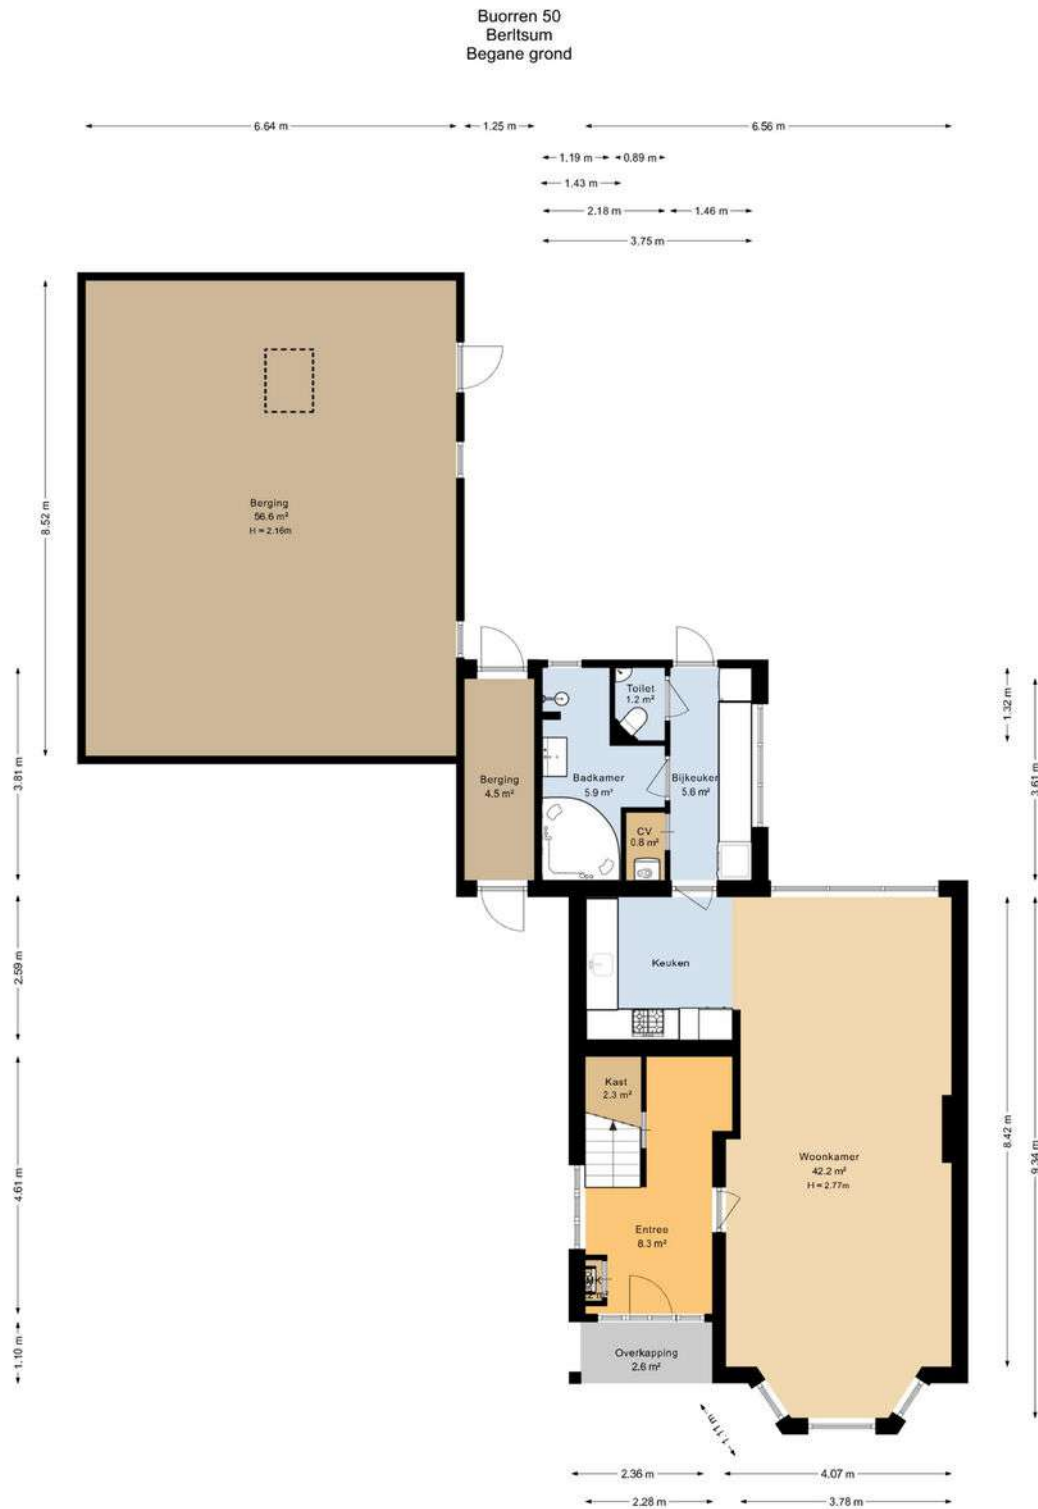 Buorren 50
Berltsum
Begane grond
6.64 m
1.25 m
6.56 m
1.19 m
0.89 m
1.43 m
2.18 m
1.46 m
3.75 m
8.52 m
Berging
56.6 m²
H = 2.16m
3.81 m
2.59 m
4.61 m
1.10 m
Berging
4.5 m²
Toilet
1.2 m²
Badkamer
5.9 m²
Bijkeuken
5.6 m²
CV
0.8 m²
1.32 m
3.61 m
Keuken
Kast
2.3 m²
Woonkamer
42.2 m²
H = 2.77m
8.42 m
9.34 m
Entree
8.3 m²
MK
Overkapping
2.6 m²
1.11 m
2.36 m
4.07 m
2.28 m
3.78 m